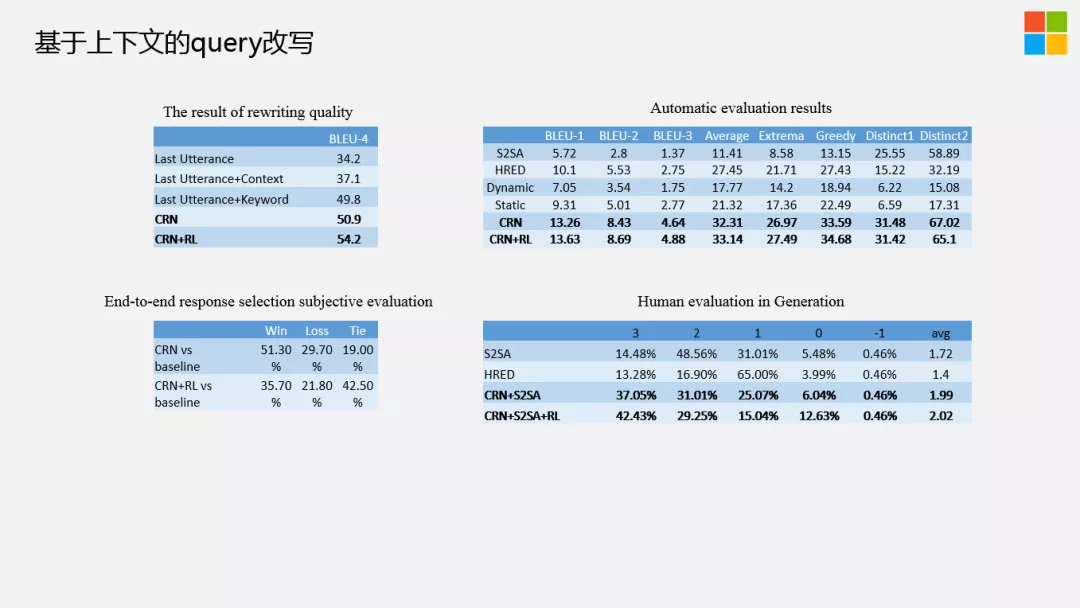 基于上下文的query改写
The result of rewriting quality
BLEU-4
Last Utterance 34.2
Last Utterance+Context 37.1
Last Utterance+Keyword 49.8
CRN 50.9
CRN+RL 54.2
Automatic evaluation results
BLEU-1 BLEU-2 BLEU-3 Average Extrema Greedy Distinct1 Distinct2
S2SA 5.72 2.8 1.37 11.41 8.58 13.15 25.55 58.89
HRED 10.1 5.53 2.75 27.45 21.71 27.43 15.22 32.19
Dynamic 7.05 3.54 1.75 17.77 14.2 18.94 6.22 15.08
Static 9.31 5.01 2.77 21.32 17.36 22.49 6.59 17.31
CRN 13.26 8.43 4.64 32.31 26.97 33.59 31.48 67.02
CRN+RL 13.63 8.69 4.88 33.14 27.49 34.68 31.42 65.1
End-to-end response selection subjective evaluation
Win Loss Tie
CRN vs 51.30 29.70 19.00
baseline % % %
CRN+RL vs 35.70 21.80 42.50
baseline % % %
Human evaluation in Generation
3 2 1 0 -1 avg
S2SA 14.48% 48.56% 31.01% 5.48% 0.46% 1.72
HRED 13.28% 16.90% 65.00% 3.99% 0.46% 1.4
CRN+S2SA 37.05% 31.01% 25.07% 6.04% 0.46% 1.99
CRN+S2SA+RL 42.43% 29.25% 15.04% 12.63% 0.46% 2.02